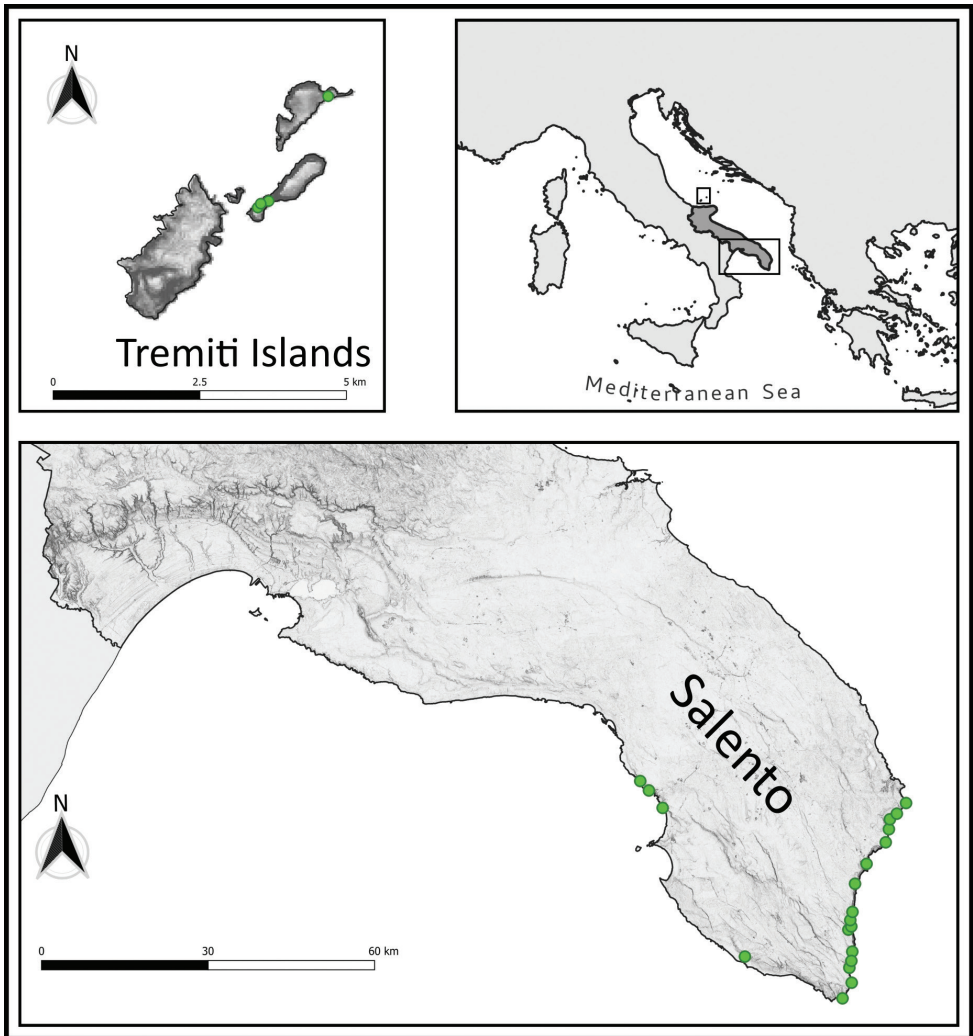 N
Tremiti Islands
0 2.5 5 km
Mediterranean Sea
Salento
N
0 30 60 km